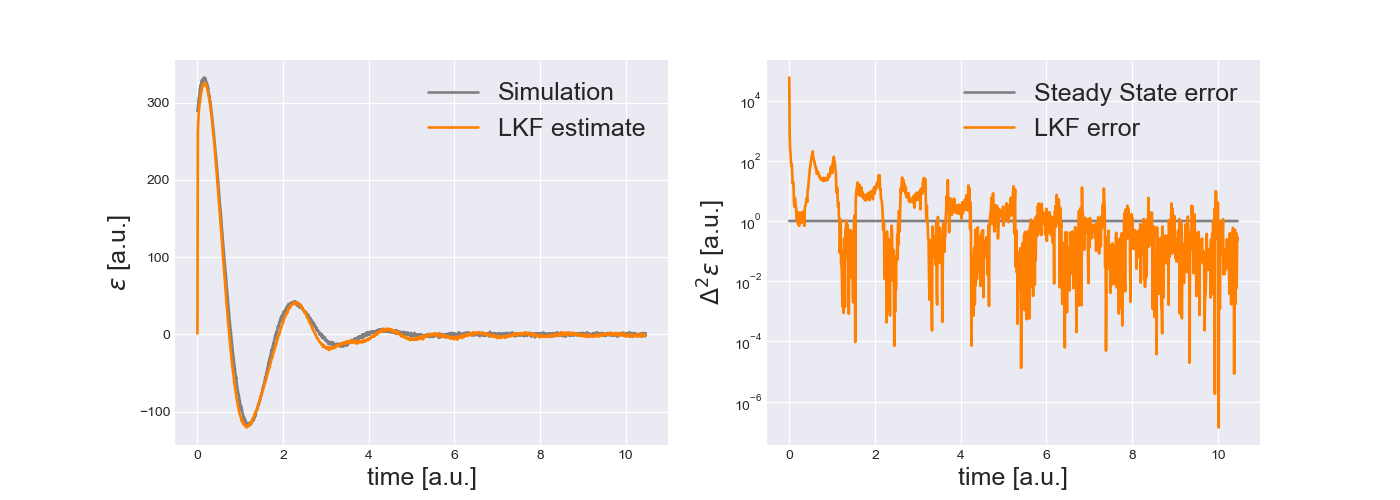 Simulation
LKF estimate
300
200
100
0
−100
ε [a.u.]
0 2 4 6 8 10
time [a.u.]
Steady State error
LKF error
10⁴
10²
10⁰
10⁻²
10⁻⁴
10⁻⁶
Δ²ε [a.u.]
0 2 4 6 8 10
time [a.u.]